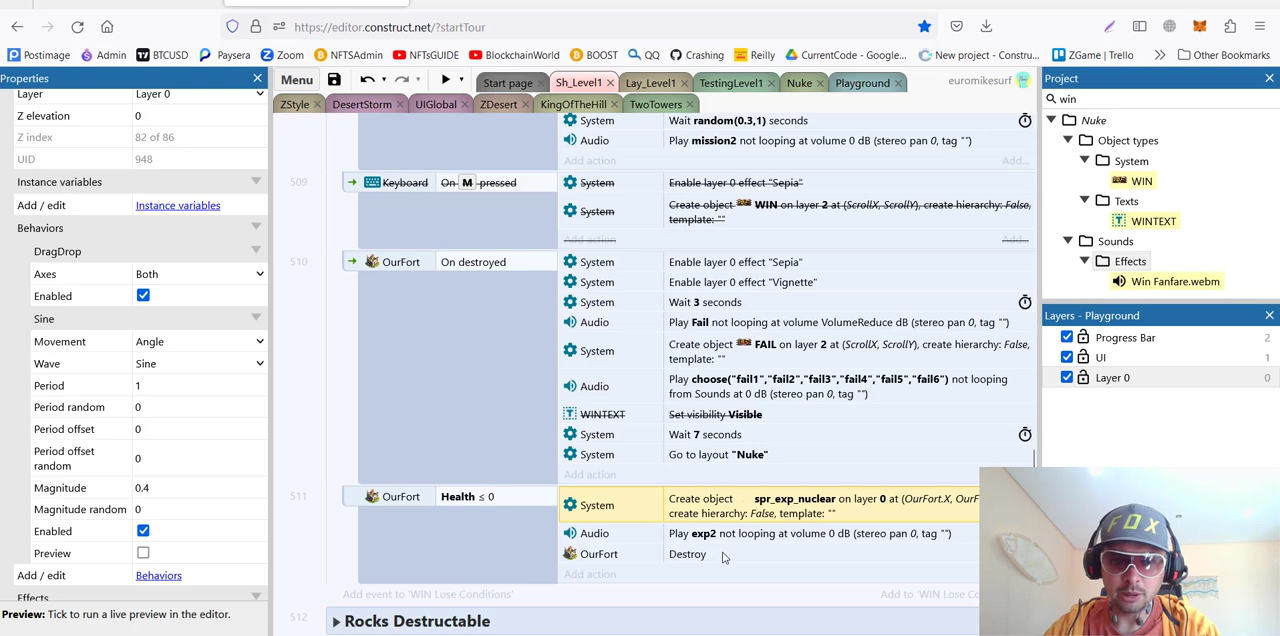 https://editor.construct.net/?startTour
Postimage Admin BTCUSD Paysera Zoom NFTSAdmin NFTsGUIDE BlockchainWorld BOOST QQ Crashing Reilly CurrentCode - Google... New project - Constru... ZGame | Trello Other Bookmarks
Properties
Layer Layer 0
Z elevation 0
Z index 82 of 86
UID 948
Instance variables
Add / edit Instance variables
Behaviors
DragDrop
Axes Both
Enabled
Sine
Movement Angle
Wave Sine
Period 1
Period random 0
Period offset 0
Period offset random 0
Magnitude 0.4
Magnitude random 0
Enabled
Preview
Add / edit Behaviors
Effects
Preview: Tick to run a live preview in the editor.
Menu Start page Sh_Level1 Lay_Level1 TestingLevel1 Nuke Playground euromikesurf
ZStyle DesertStorm UIGlobal ZDesert KingOfTheHill TwoTowers
System Wait random(0.3,1) seconds
Audio Play mission2 not looping at volume 0 dB (stereo pan 0, tag "")
Add action Add...
509 Keyboard On M pressed System Enable layer 0 effect "Sepia"
System Create object WIN on layer 2 at (ScrollX, ScrollY), create hierarchy: False,
template: ""
Add action Add...
510 OurFort On destroyed System Enable layer 0 effect "Sepia"
System Enable layer 0 effect "Vignette"
System Wait 3 seconds
Audio Play Fail not looping at volume VolumeReduce dB (stereo pan 0, tag "")
System Create object FAIL on layer 2 at (ScrollX, ScrollY), create hierarchy: False,
template: ""
Audio Play choose("fail1","fail2","fail3","fail4","fail5","fail6") not looping
from Sounds at 0 dB (stereo pan 0, tag "")
WINTEXT Set visibility Visible
System Wait 7 seconds
System Go to layout "Nuke"
Add action
511 OurFort Health ≤ 0 System Create object spr_exp_nuclear on layer 0 at (OurFort.X, OurF
create hierarchy: False, template: ""
Audio Play exp2 not looping at volume 0 dB (stereo pan 0, tag "")
OurFort Destroy
Add action
Add event to 'WIN Lose Conditions' Add to 'WIN Lose Con
512 Rocks Destructable
Project
win
Nuke
Object types
System
WIN
Texts
WINTEXT
Sounds
Effects
Win Fanfare.webm
Layers - Playground
Progress Bar 2
UI 1
Layer 0 0
FOX